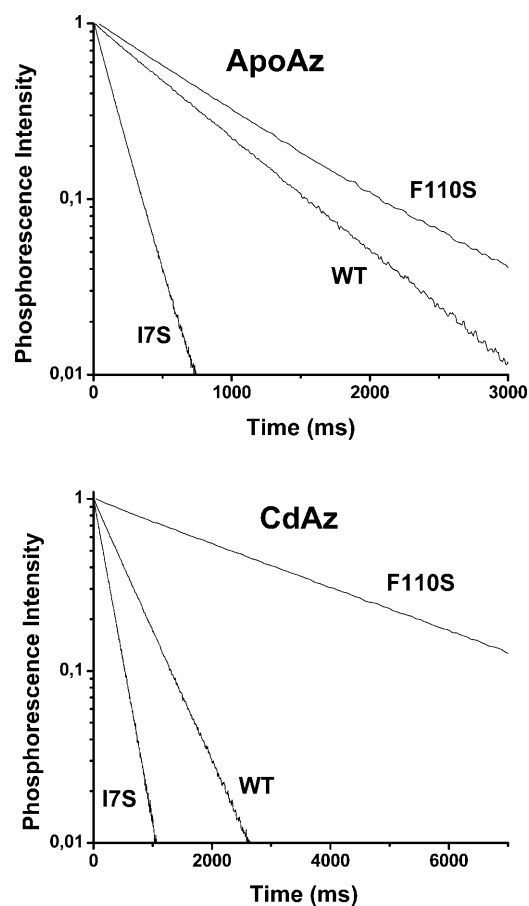 1
ApoAz
Phosphorescence Intensity
F110S
0,1
WT
I7S
0,01
0 1000 2000 3000
Time (ms)
1
CdAz
Phosphorescence Intensity
F110S
0,1
I7S
WT
0,01
0 2000 4000 6000
Time (ms)